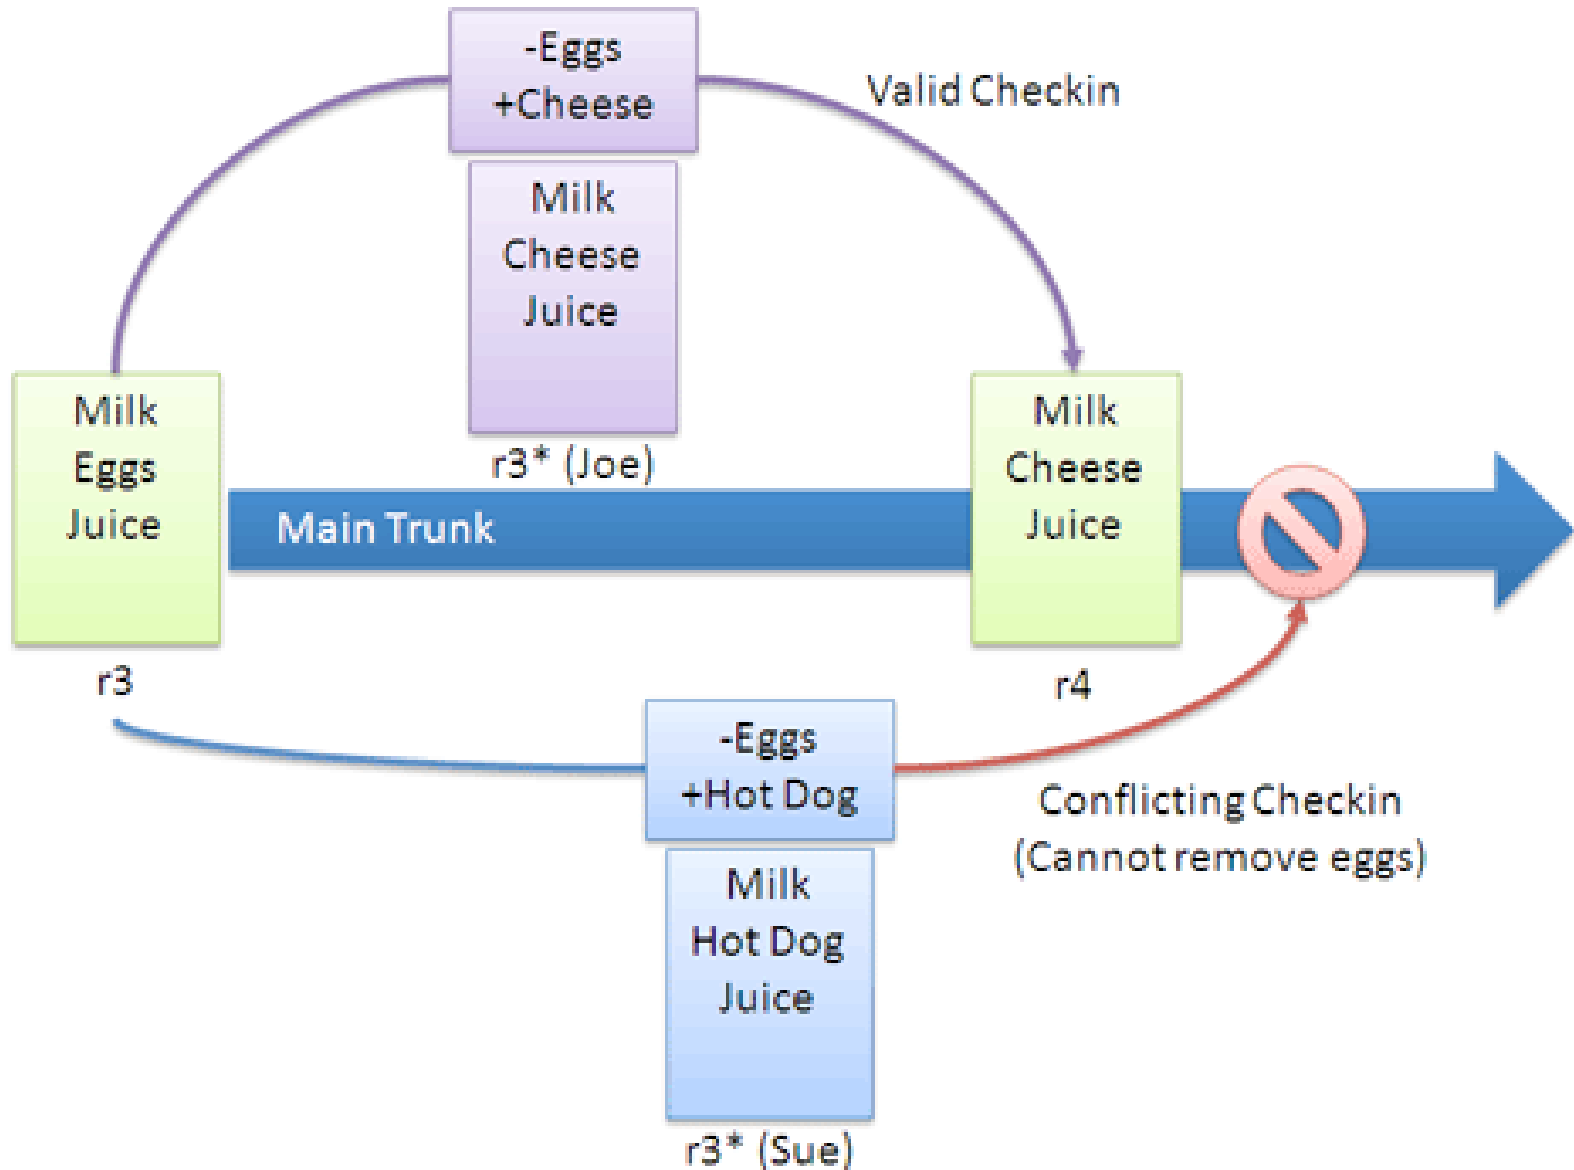 -Eggs
+Cheese
Valid Checkin
Milk
Cheese
Juice
r3* (Joe)
Milk
Eggs
Juice
r3
Main Trunk
Milk
Cheese
Juice
r4
-Eggs
+Hot Dog
Conflicting Checkin
(Cannot remove eggs)
Milk
Hot Dog
Juice
r3* (Sue)